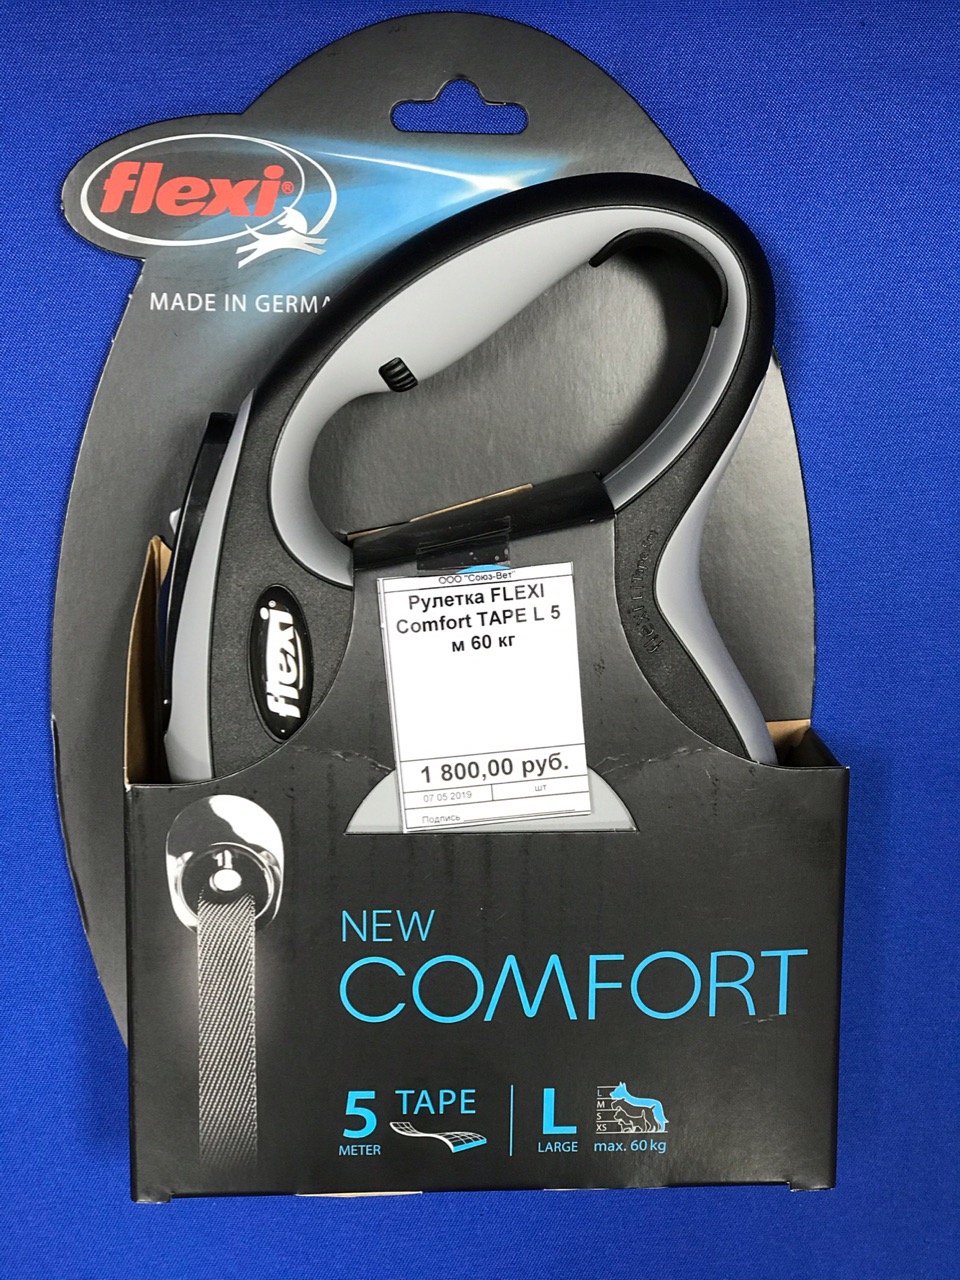 flexi®
MADE IN GERMA
ООО "Союз-Вет"
Рулетка FLEXI
Comfort TAPE L 5
м 60 кг
flexi
1 800,00 руб.
07 05 2019 шт
Подпись
NEW
COMFORT
5 TAPE L
METER LARGE
L
M
S
XS
max. 60 kg